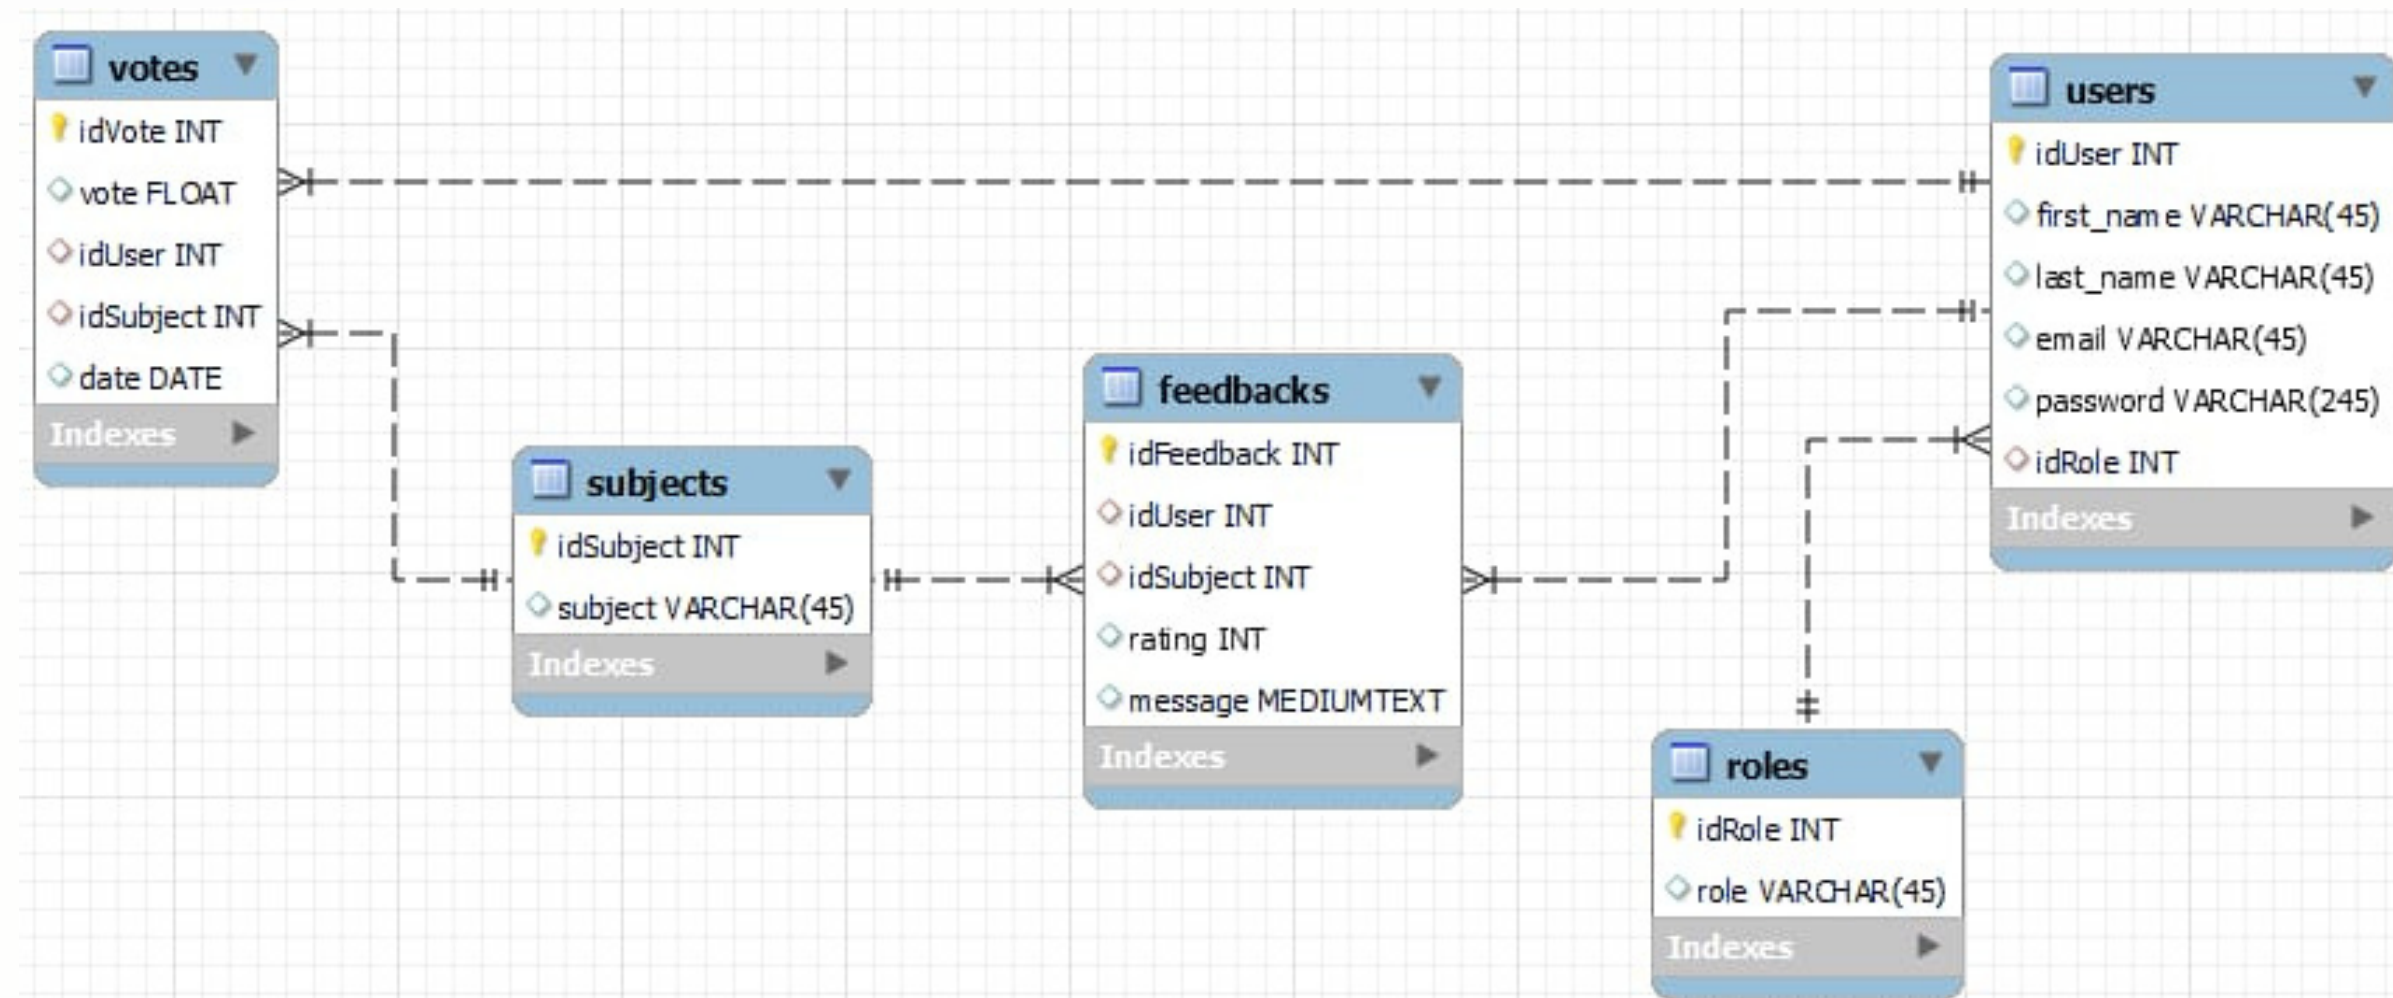 votes
idVote INT
vote FLOAT
idUser INT
idSubject INT
date DATE
Indexes
subjects
idSubject INT
subject VARCHAR(45)
Indexes
feedbacks
idFeedback INT
idUser INT
idSubject INT
rating INT
message MEDIUMTEXT
Indexes
users
idUser INT
first_name VARCHAR(45)
last_name VARCHAR(45)
email VARCHAR(45)
password VARCHAR(245)
idRole INT
Indexes
roles
idRole INT
role VARCHAR(45)
Indexes